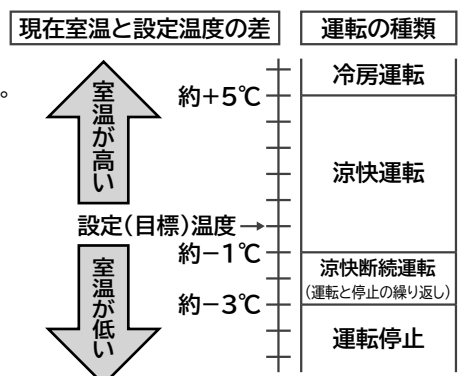 現在室温と設定温度の差
運転の種類
。
室温が高い
約+5℃
設定(目標)温度→
約-1℃
約-3℃
室温が低い
冷房運転
涼快運転
涼快断続運転
(運転と停止の繰り返し)
運転停止